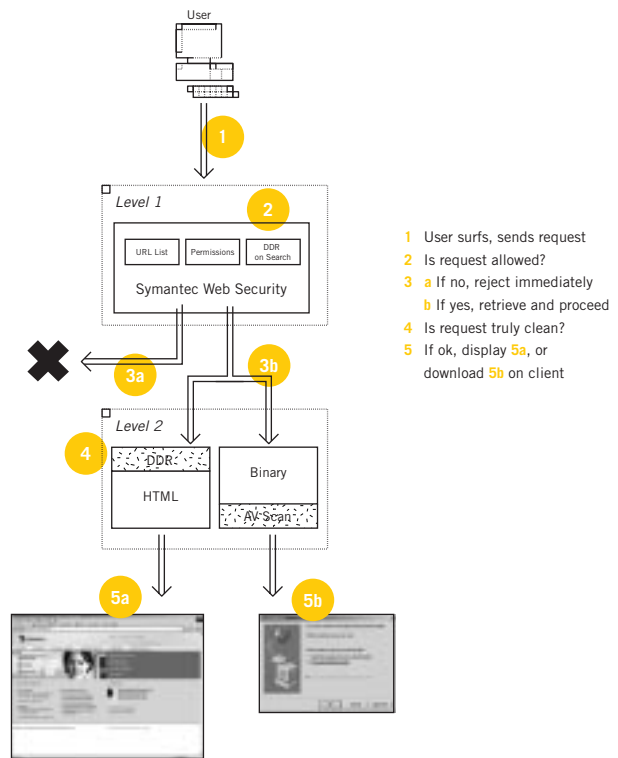 User
1
Level 1
2
URL List
Permissions
DDR
on Search
Symantec Web Security
3a
3b
Level 2
4
DDR
HTML
Binary
AV Scan
5a
5b
1 User surfs, sends request
2 Is request allowed?
3 a If no, reject immediately
b If yes, retrieve and proceed
4 Is request truly clean?
5 If ok, display 5a, or
download 5b on client